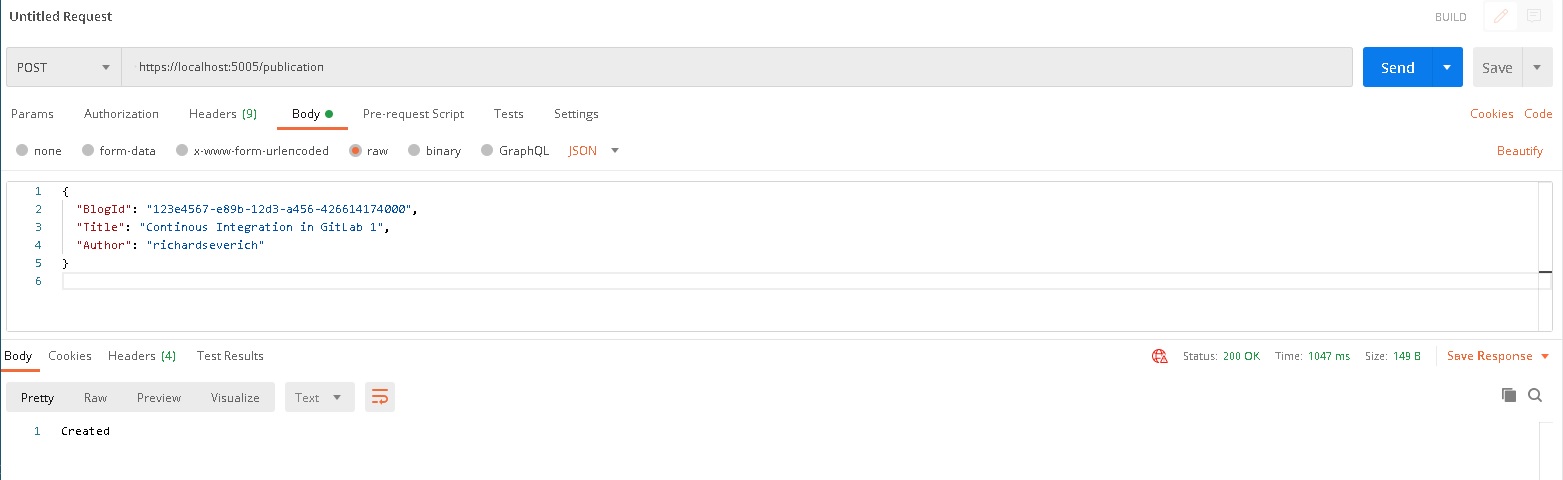 Untitled Request
BUILD
POST
https://localhost:5005/publication
Send
Save
Params Authorization Headers (9) Body Pre-request Script Tests Settings Cookies Code
none form-data x-www-form-urlencoded raw binary GraphQL JSON Beautify
1 {
2 "BlogId": "123e4567-e89b-12d3-a456-426614174000",
3 "Title": "Continous Integration in GitLab 1",
4 "Author": "richardseverich"
5 }
6
Body Cookies Headers (4) Test Results Status: 200 OK Time: 1047 ms Size: 149 B Save Response
Pretty Raw Preview Visualize Text
1 Created